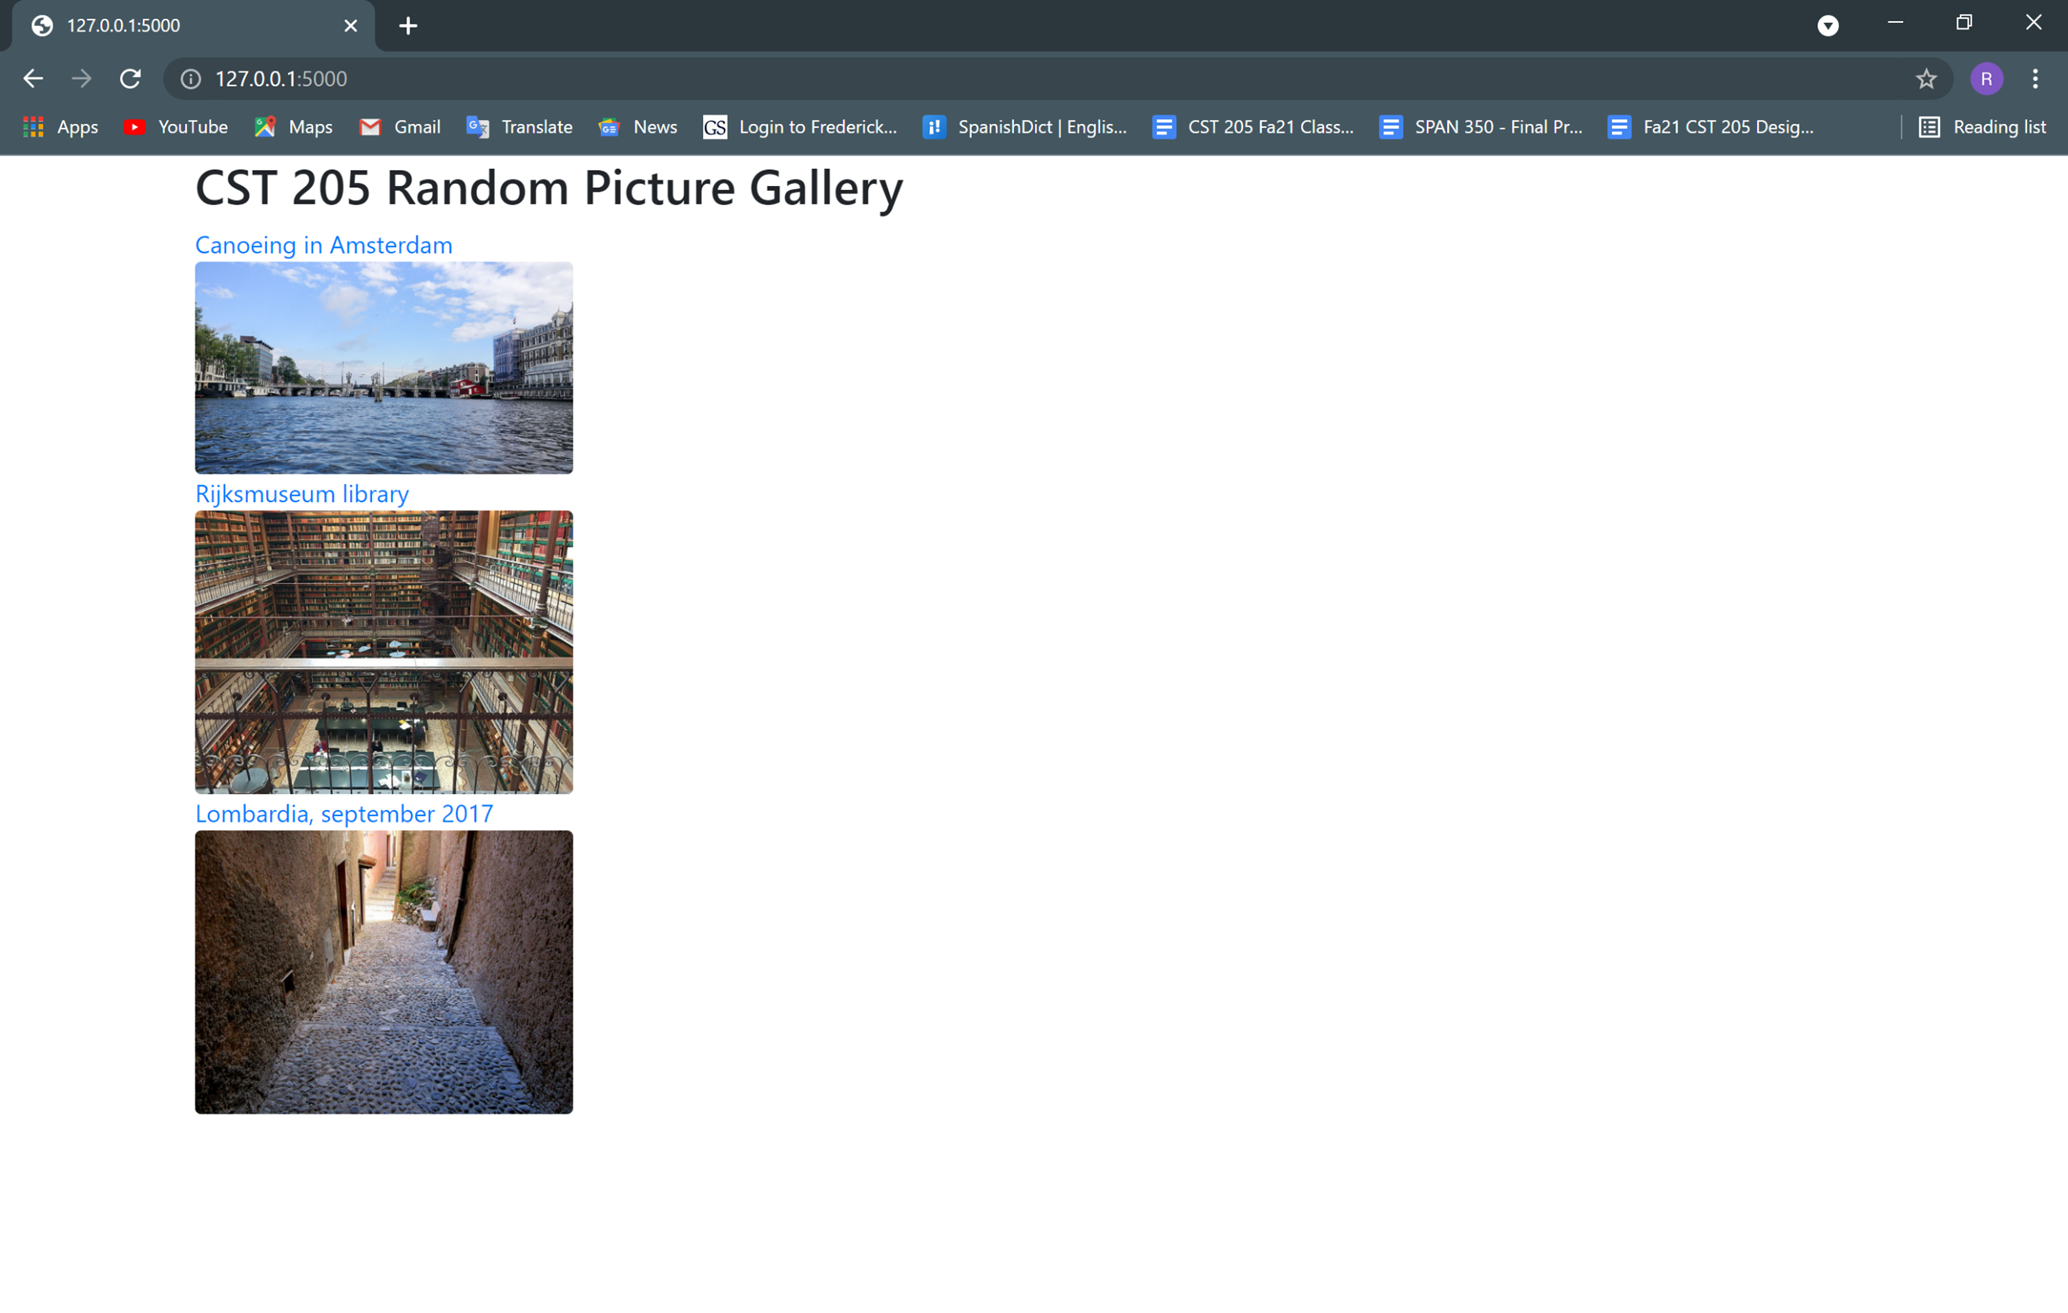 127.0.0.1:5000
127.0.0.1:5000
R
Apps YouTube Maps Gmail Translate News GS Login to Frederick... SpanishDict | Englis... CST 205 Fa21 Class... SPAN 350 - Final Pr... Fa21 CST 205 Desig... Reading list
CST 205 Random Picture Gallery
Canoeing in Amsterdam
Rijksmuseum library
Lombardia, september 2017